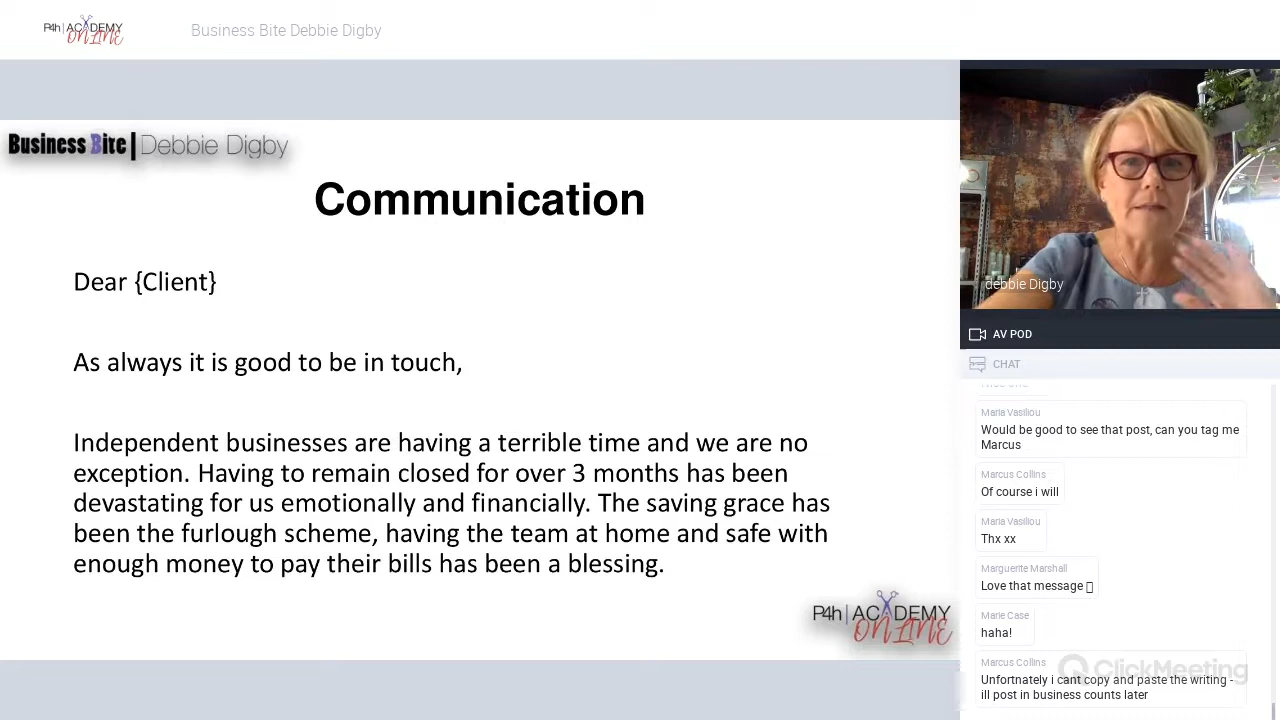 P4h | ACADEMY
ONLINE
Business Bite Debbie Digby
Business Bite | Debbie Digby
Communication
Dear {Client}
As always it is good to be in touch,
Independent businesses are having a terrible time and we are no
exception. Having to remain closed for over 3 months has been
devastating for us emotionally and financially. The saving grace has
been the furlough scheme, having the team at home and safe with
enough money to pay their bills has been a blessing.
P4h | ACADEMY
ONLINE
debbie Digby
AV POD
CHAT
Maria Vasiliou
Would be good to see that post, can you tag me
Marcus
Marcus Collins
Of course i will
Maria Vasiliou
Thx xx
Marguerite Marshall
Love that message
Marie Case
haha!
Marcus Collins
Unfortnately i cant copy and paste the writing -
ill post in business counts later
ClickMeeting